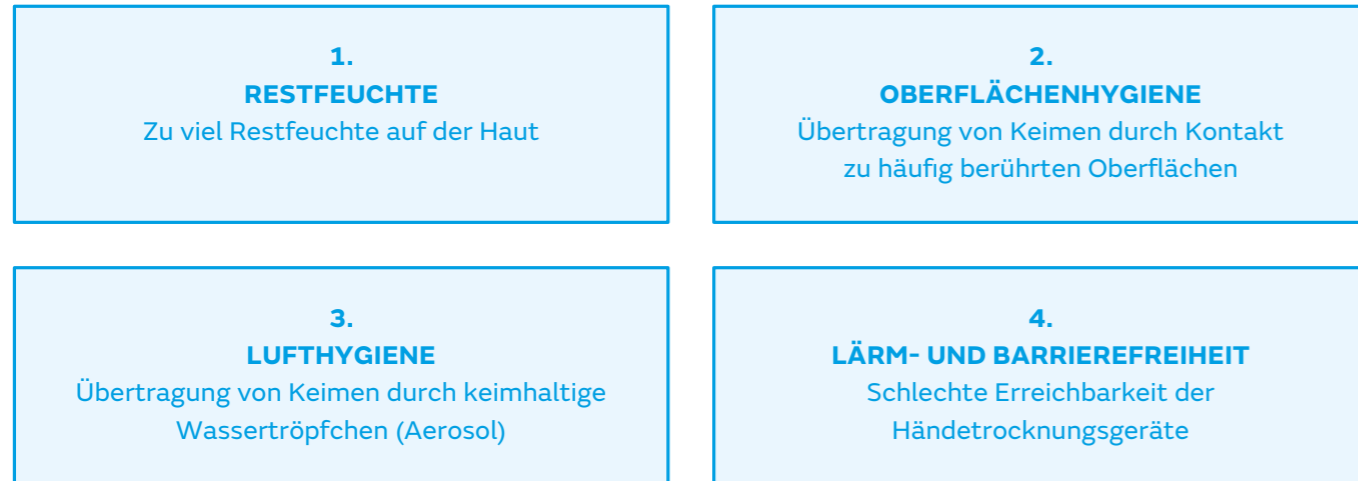 1.
RESTFEUCHTE
Zu viel Restfeuchte auf der Haut
2.
OBERFLÄCHENHYGIENE
Übertragung von Keimen durch Kontakt
zu häufig berührten Oberflächen
3.
LUFTHYGIENE
Übertragung von Keimen durch keimhaltige
Wassertröpfchen (Aerosol)
4.
LÄRM- UND BARRIEREFREIHEIT
Schlechte Erreichbarkeit der
Händetrocknungsgeräte